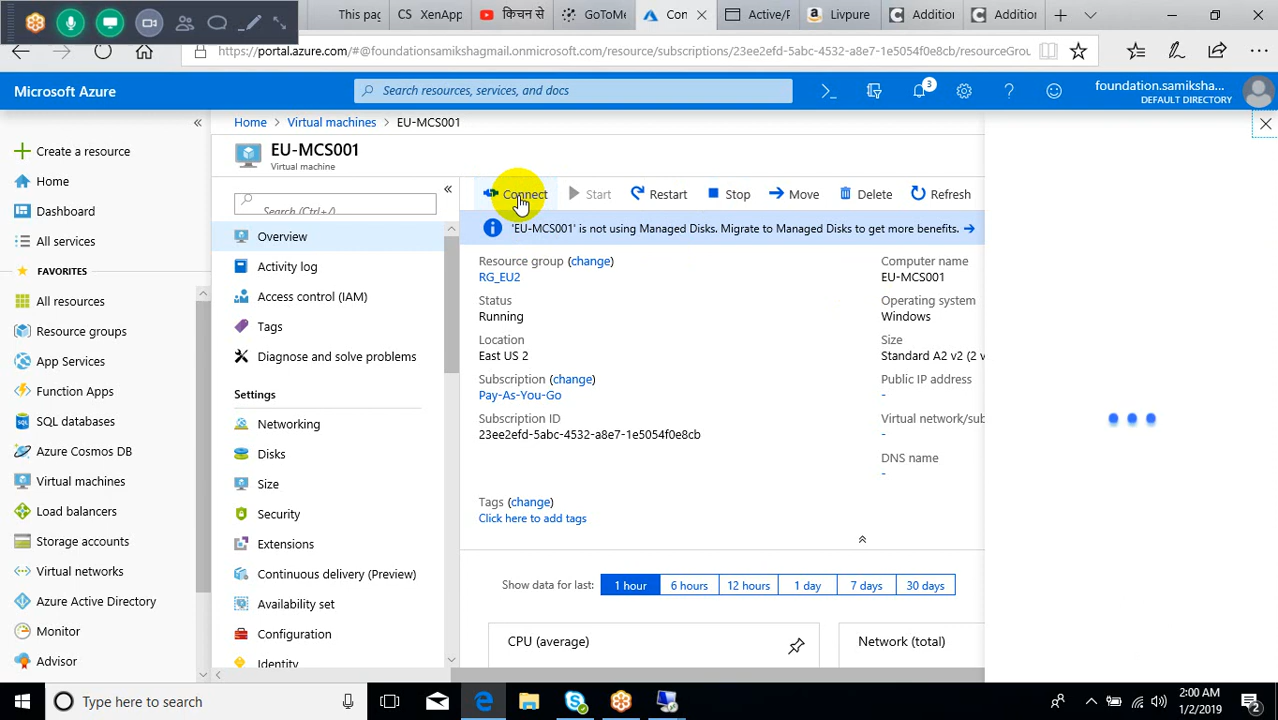 This pag
CS XenApp
किचन से
GoToMe
Con
Active/D
Livpure
Addition
Addition
https://portal.azure.com/#@foundationsamikshagmail.onmicrosoft.com/resource/subscriptions/23ee2efd-5abc-4532-a8e7-1e5054f0e8cb/resourceGrou
Microsoft Azure
Search resources, services, and docs
3
foundation.samiksha...
DEFAULT DIRECTORY
Create a resource
Home
Dashboard
All services
FAVORITES
All resources
Resource groups
App Services
Function Apps
SQL databases
Azure Cosmos DB
Virtual machines
Load balancers
Storage accounts
Virtual networks
Azure Active Directory
Monitor
Advisor
Home > Virtual machines > EU-MCS001
EU-MCS001
Virtual machine
Search (Ctrl+/)
Overview
Activity log
Access control (IAM)
Tags
Diagnose and solve problems
Settings
Networking
Disks
Size
Security
Extensions
Continuous delivery (Preview)
Availability set
Configuration
Identity
Connect
Start
Restart
Stop
Move
Delete
Refresh
'EU-MCS001' is not using Managed Disks. Migrate to Managed Disks to get more benefits.
Resource group (change)
RG_EU2
Status
Running
Location
East US 2
Subscription (change)
Pay-As-You-Go
Subscription ID
23ee2efd-5abc-4532-a8e7-1e5054f0e8cb
Computer name
EU-MCS001
Operating system
Windows
Size
Standard A2 v2 (2 v
Public IP address
-
Virtual network/sub
-
DNS name
-
Tags (change)
Click here to add tags
Show data for last:
1 hour
6 hours
12 hours
1 day
7 days
30 days
CPU (average)
Network (total)
Type here to search
2:00 AM
1/2/2019
2